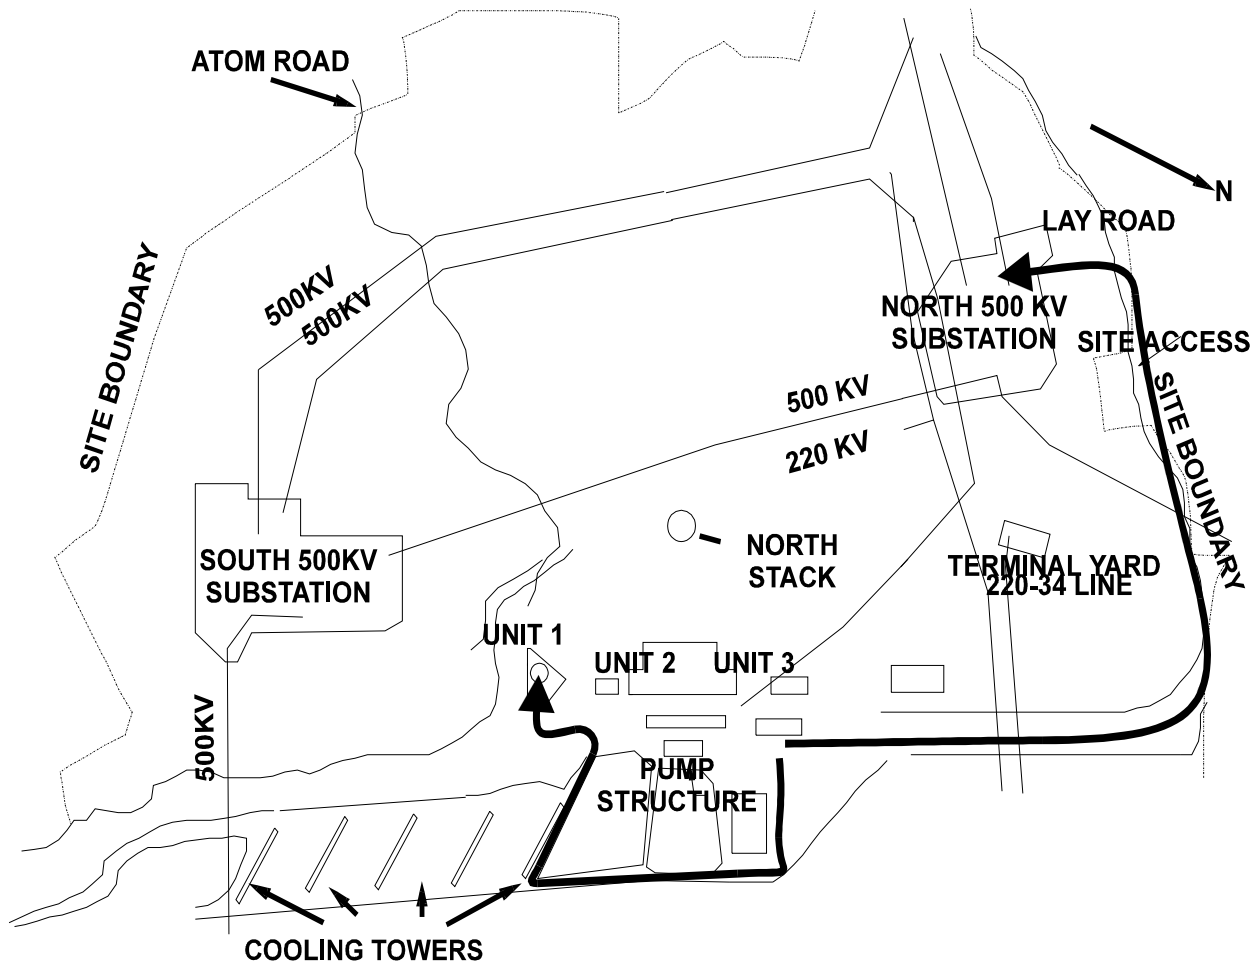 ATOM ROAD
N
LAY ROAD
SITE BOUNDARY
500KV
500KV
NORTH 500 KV
SUBSTATION
SITE ACCESS
500 KV
220 KV
SITE BOUNDARY
SOUTH 500KV
SUBSTATION
NORTH
STACK
TERMINAL YARD
220-34 LINE
UNIT 1
UNIT 2
UNIT 3
500KV
PUMP
STRUCTURE
COOLING TOWERS